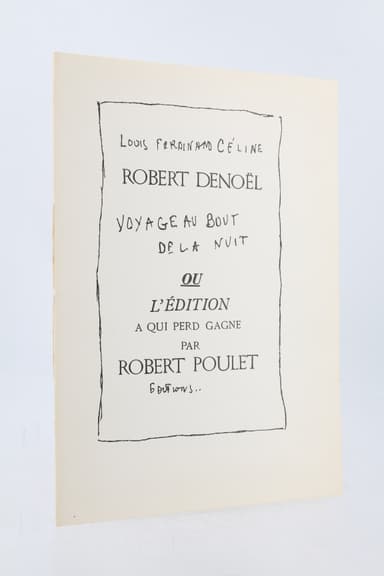 LOUIS FERDINAND CÉLINE
ROBERT DENOËL
VOYAGE AU BOUT
DE LA NUIT
OU
L'ÉDITION
A QUI PERD GAGNE
PAR
ROBERT POULET
EDITIONS..